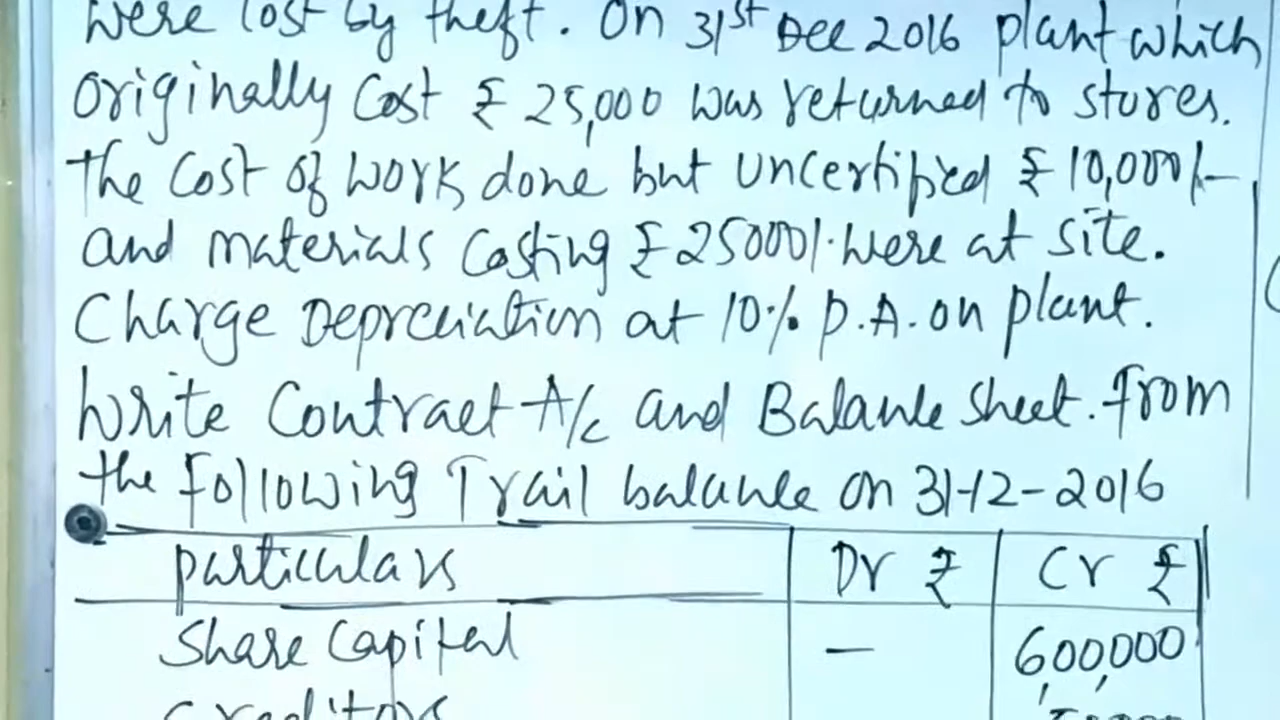 were lost by theft. On 31st Dec 2016 plant which
originally Cost ₹ 25,000 was returned to stores.
The Cost of work done but uncertified ₹ 10,000/-
and materials Costing ₹ 25000/- were at site.
Charge Depreciation at 10% P.A. on plant.
Write Contract A/c and Balance sheet. From
the Following Trail balance on 31-12-2016
particulars Dr ₹ Cr ₹
Share Capital — 6,00,000
Creditors